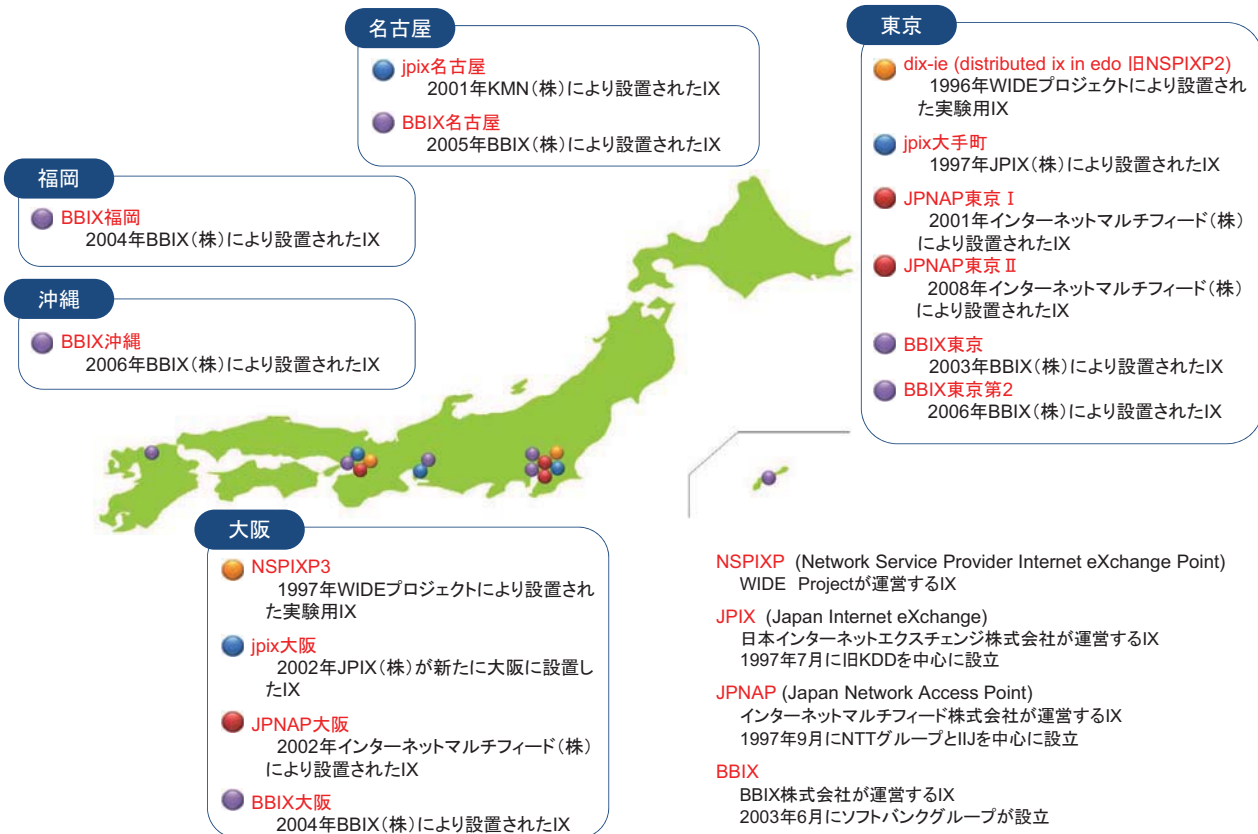 名古屋
jpix名古屋
2001年KMN(株)により設置されたIX
BBIX名古屋
2005年BBIX(株)により設置されたIX
東京
dix-ie (distributed ix in edo 旧NSPIXP2)
1996年WIDEプロジェクトにより設置され
た実験用IX
jpix大手町
1997年JPIX(株)により設置されたIX
JPNAP東京Ⅰ
2001年インターネットマルチフィード(株)
により設置されたIX
JPNAP東京Ⅱ
2008年インターネットマルチフィード(株)
により設置されたIX
BBIX東京
2003年BBIX(株)により設置されたIX
BBIX東京第2
2006年BBIX(株)により設置されたIX
福岡
BBIX福岡
2004年BBIX(株)により設置されたIX
沖縄
BBIX沖縄
2006年BBIX(株)により設置されたIX
大阪
NSPIXP3
1997年WIDEプロジェクトにより設置され
た実験用IX
jpix大阪
2002年JPIX(株)が新たに大阪に設置し
たIX
JPNAP大阪
2002年インターネットマルチフィード(株)
により設置されたIX
BBIX大阪
2004年BBIX(株)により設置されたIX
NSPIXP (Network Service Provider Internet eXchange Point)
WIDE Projectが運営するIX
JPIX (Japan Internet eXchange)
日本インターネットエクスチェンジ株式会社が運営するIX
1997年7月に旧KDDを中心に設立
JPNAP (Japan Network Access Point)
インターネットマルチフィード株式会社が運営するIX
1997年9月にNTTグループとIIJを中心に設立
BBIX
BBIX株式会社が運営するIX
2003年6月にソフトバンクグループが設立